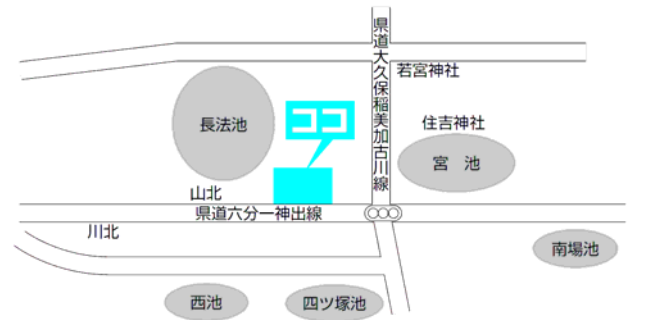 県道大久保稲美加古川線
若宮神社
長法池
ココ
住吉神社
宮 池
山北
県道六分一神出線
川北
南場池
西池
四ツ塚池